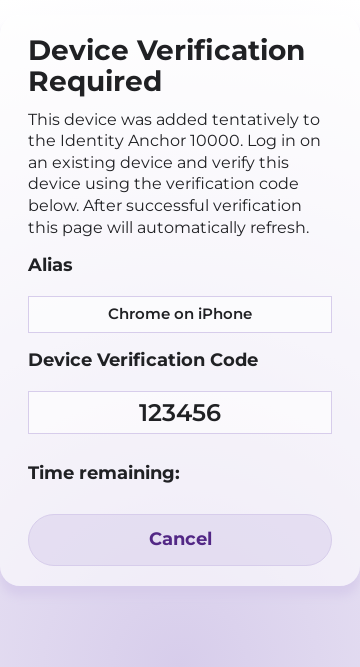 Device Verification
Required
This device was added tentatively to
the Identity Anchor 10000. Log in on
an existing device and verify this
device using the verification code
below. After successful verification
this page will automatically refresh.
Alias
Chrome on iPhone
Device Verification Code
123456
Time remaining:
Cancel